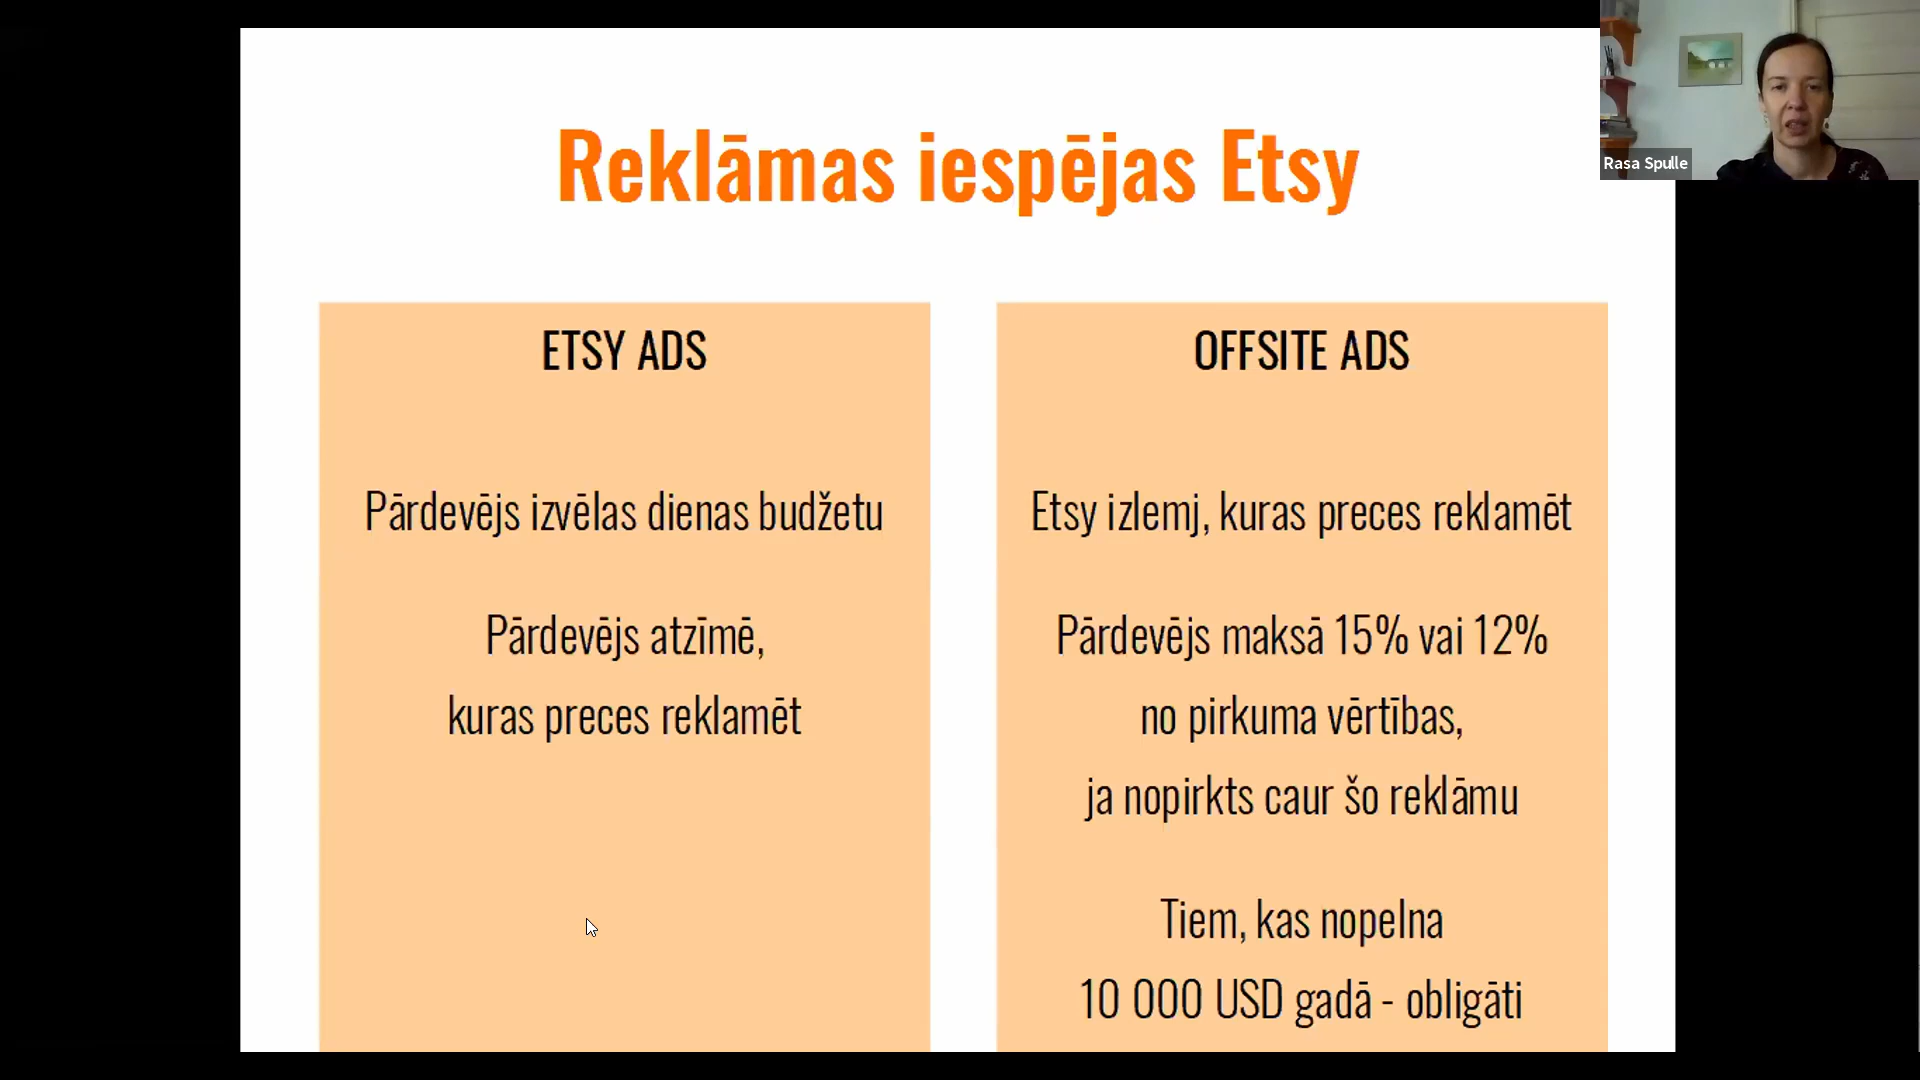 Reklāmas iespējas Etsy
ETSY ADS
Pārdevējs izvēlas dienas budžetu
Pārdevējs atzīmē,
kuras preces reklamēt
OFFSITE ADS
Etsy izlemj, kuras preces reklamēt
Pārdevējs maksā 15% vai 12%
no pirkuma vērtības,
ja nopirkts caur šo reklāmu
Tiem, kas nopelna
10 000 USD gadā - obligāti
Rasa Spulle